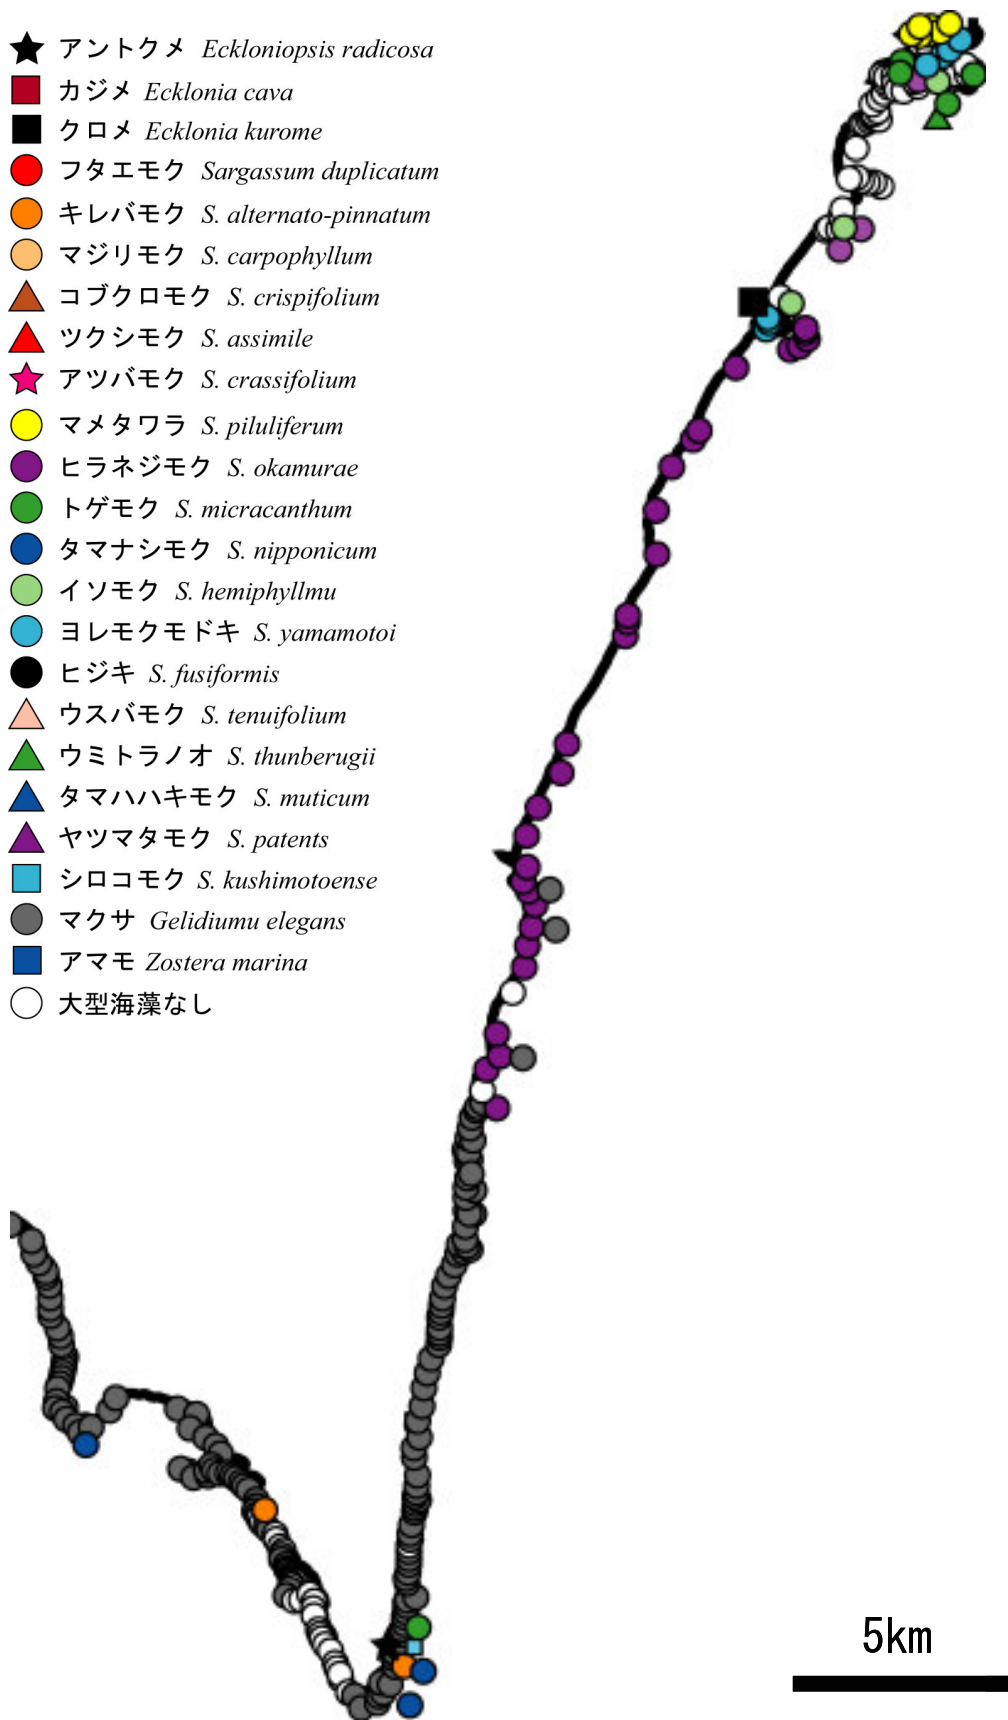 アントクメ Eckloniopsis radicosa
カジメ Ecklonia cava
クロメ Ecklonia kurome
フタエモク Sargassum duplicatum
キレバモク S. alternato-pinnatum
マジリモク S. carpophyllum
コブクロモク S. crispifolium
ツクシモク S. assimile
アツバモク S. crassifolium
マメタワラ S. piluliferum
ヒラネジモク S. okamurae
トゲモク S. micracanthum
タマナシモク S. nipponicum
イソモク S. hemiphyllmu
ヨレモクモドキ S. yamamotoi
ヒジキ S. fusiformis
ウスバモク S. tenuifolium
ウミトラノオ S. thunberugii
タマハハキモク S. muticum
ヤツマタモク S. patents
シロコモク S. kushimotoense
マクサ Gelidiumu elegans
アマモ Zostera marina
大型海藻なし
5km